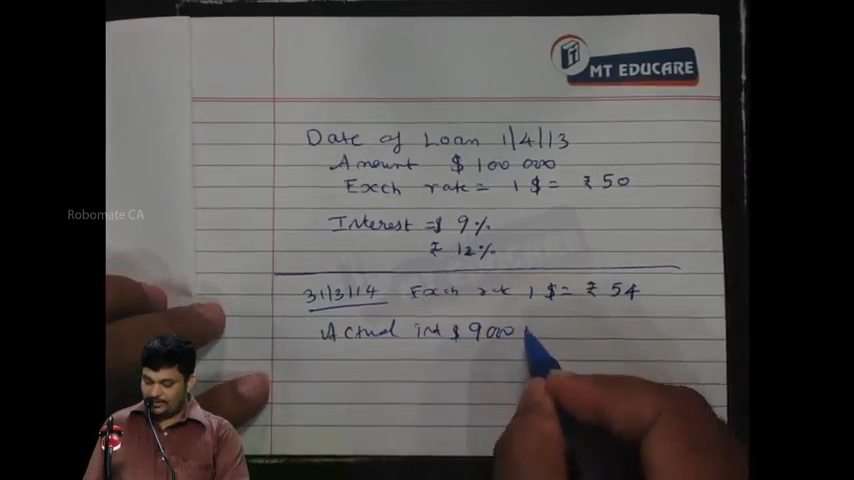 MT EDUCARE
Date of Loan 1/4/13
Amount $ 100 000
Exch rate = 1 $ = ₹ 50
Robomate CA
Interest = $ 9 %
₹ 12 %
31/3/14 Exch rate 1 $ = ₹ 54
Actual int $ 9000